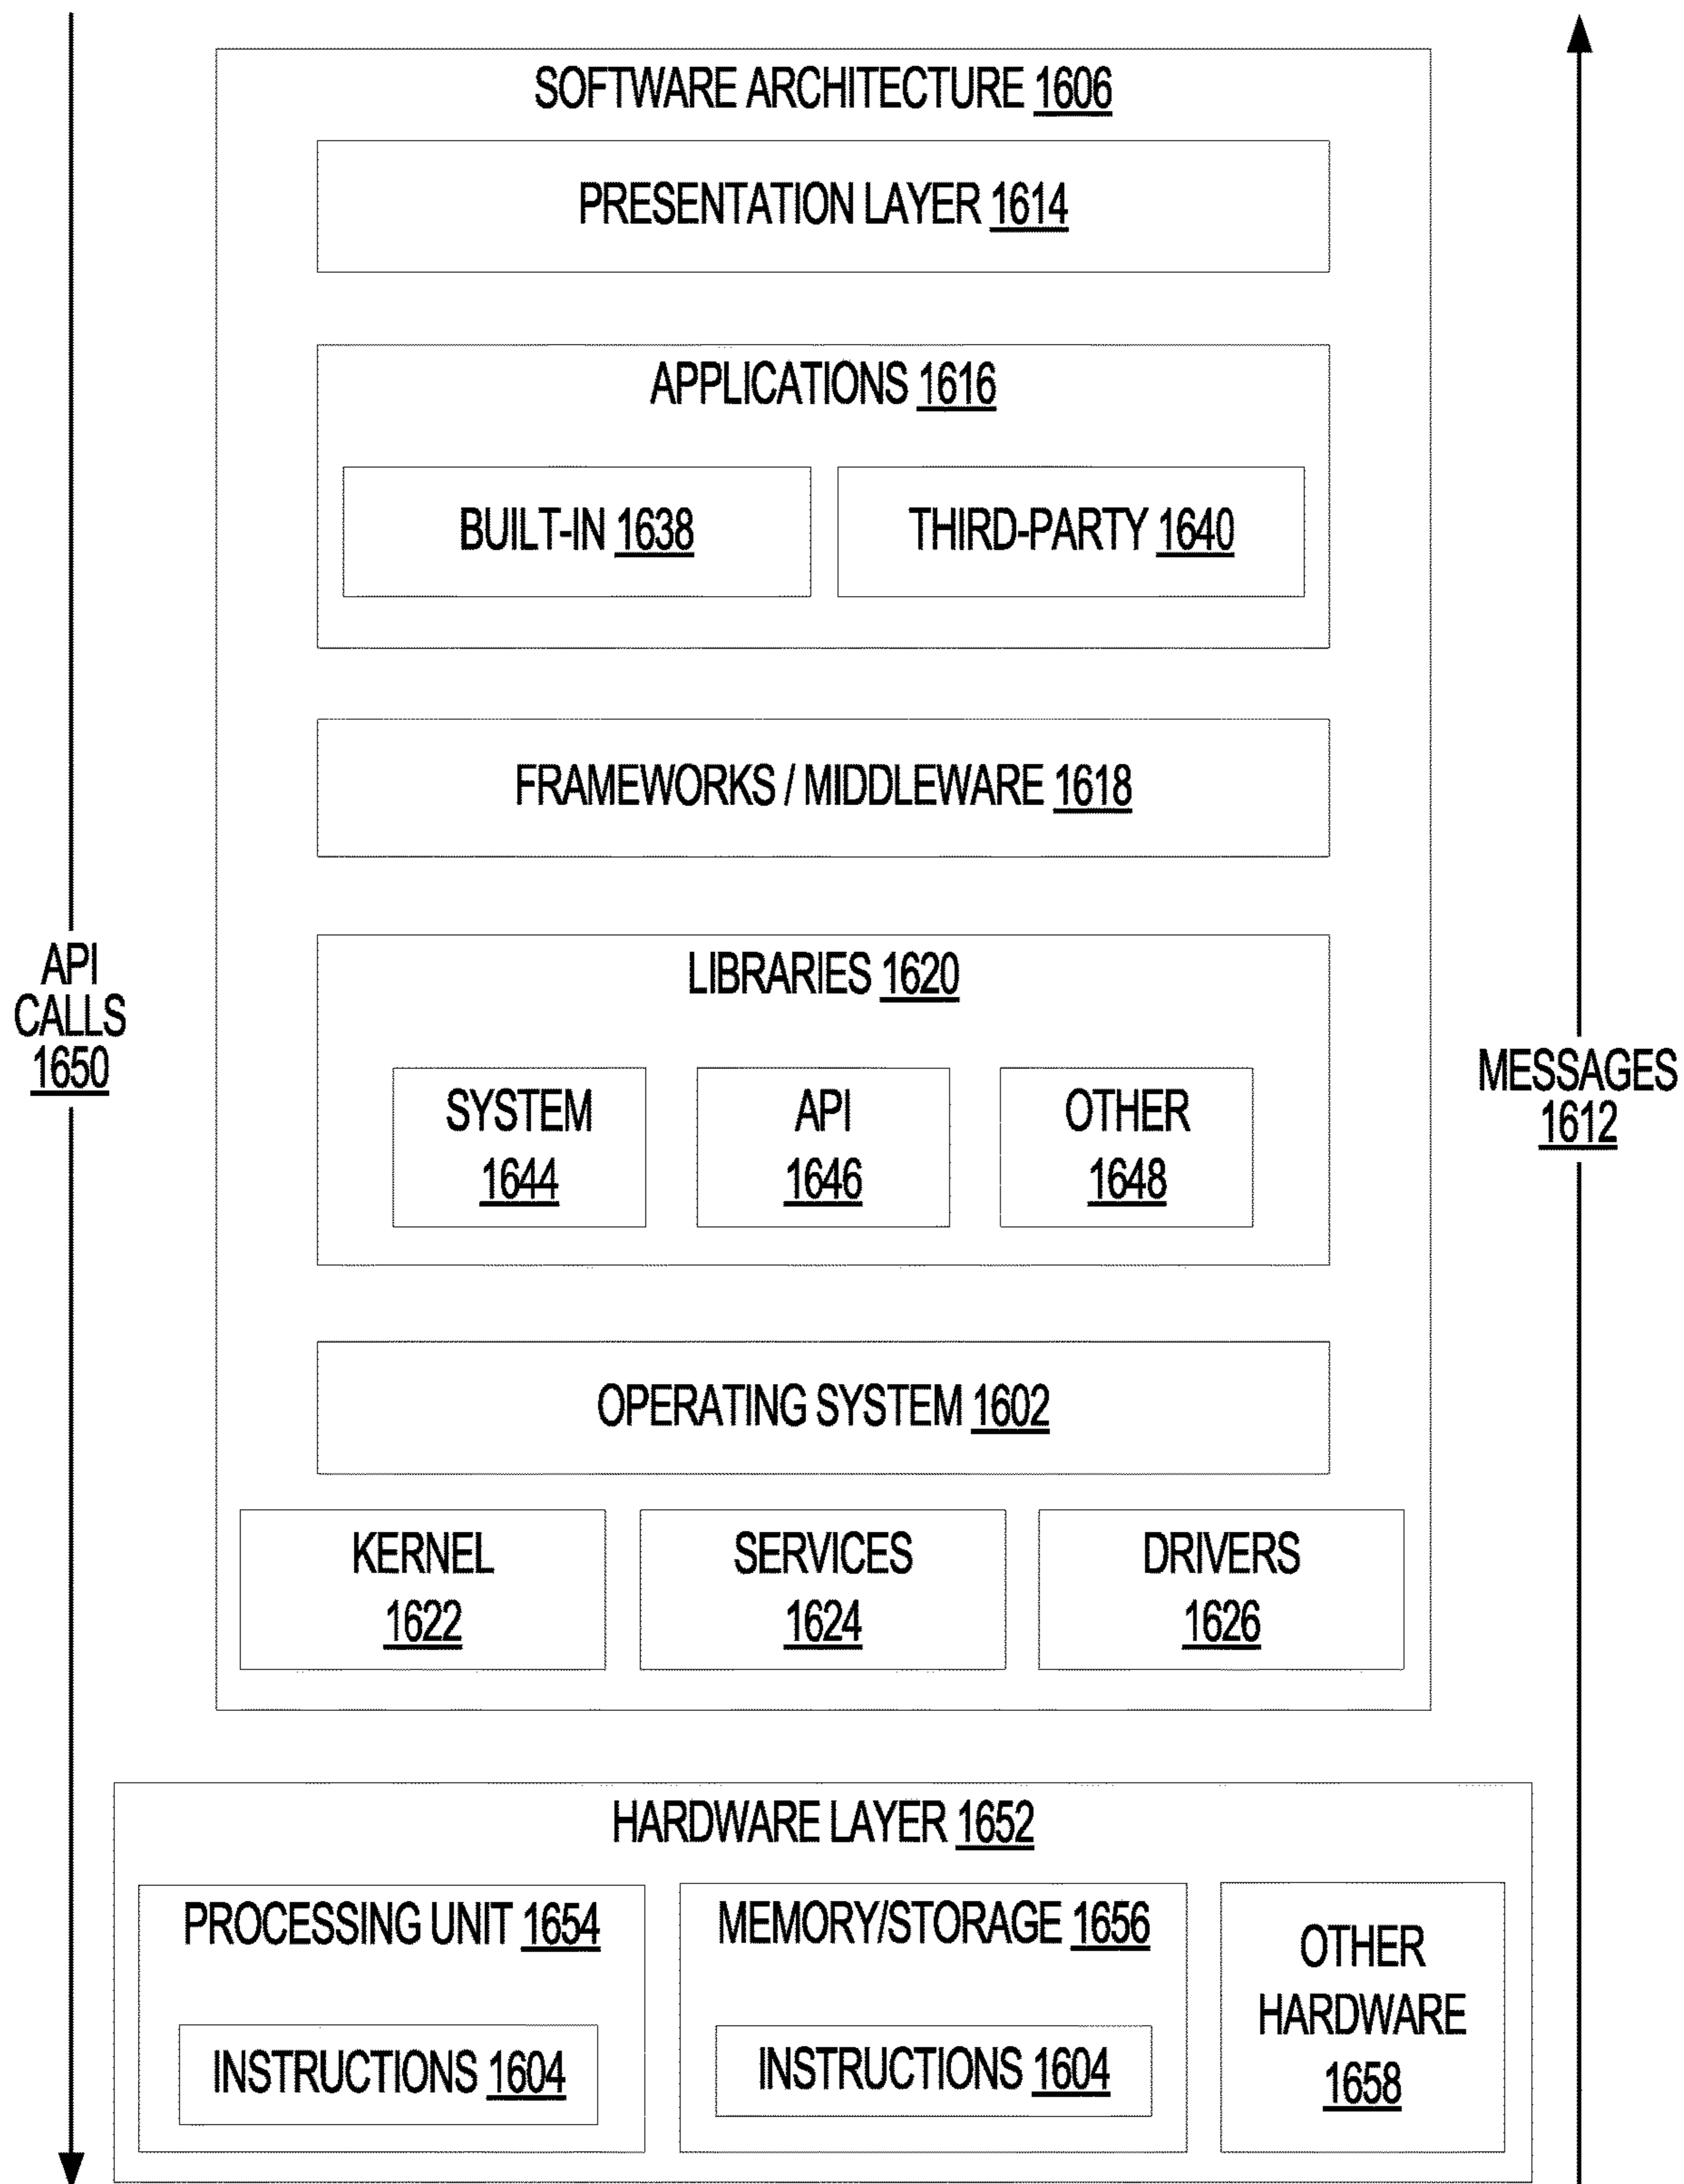 SOFTWARE ARCHITECTURE 1606
PRESENTATION LAYER 1614
APPLICATIONS 1616
BUILT-IN 1638
THIRD-PARTY 1640
FRAMEWORKS / MIDDLEWARE 1618
API
CALLS
1650
LIBRARIES 1620
SYSTEM
1644
API
1646
OTHER
1648
MESSAGES
1612
OPERATING SYSTEM 1602
KERNEL
1622
SERVICES
1624
DRIVERS
1626
HARDWARE LAYER 1652
PROCESSING UNIT 1654
INSTRUCTIONS 1604
MEMORY/STORAGE 1656
INSTRUCTIONS 1604
OTHER
HARDWARE
1658